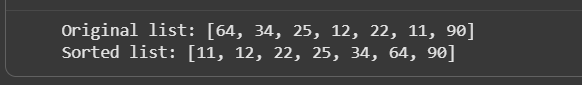 Original list: [64, 34, 25, 12, 22, 11, 90]
Sorted list: [11, 12, 22, 25, 34, 64, 90]